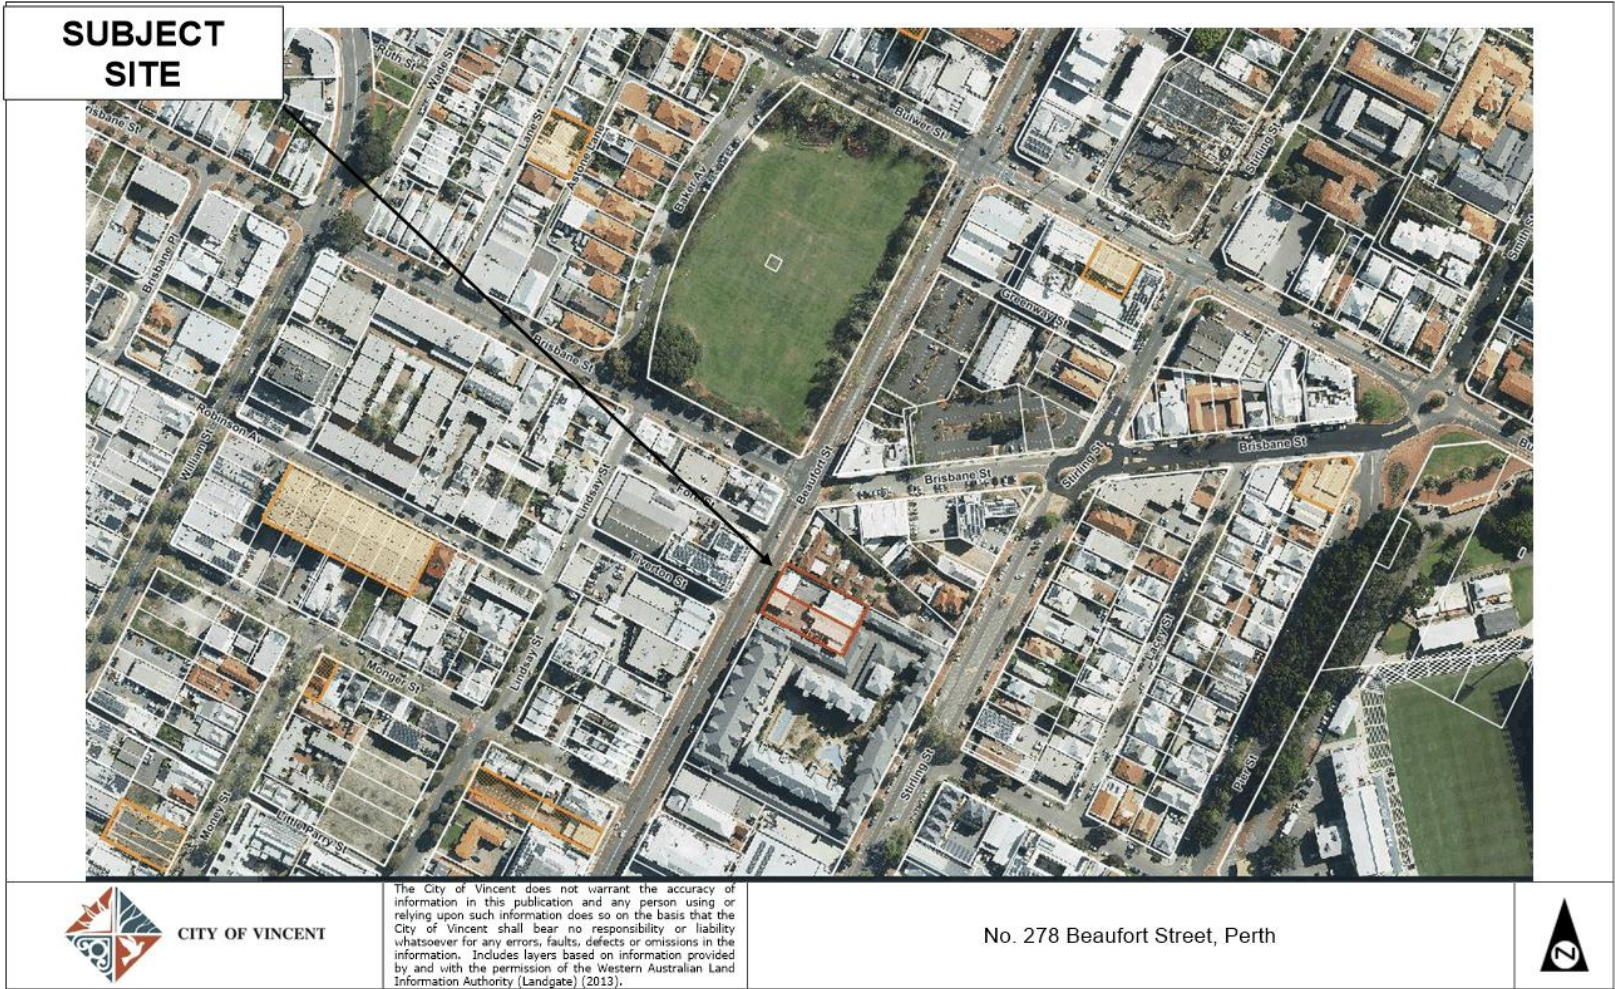 SUBJECT
SITE
Ruth St
Wade St
Bulwer St
Stirling St
Lane St
Baker Av
Smith St
Brisbane Pl
Greenway St
Brisbane St
Robinson Av
William St
Beaufort St
Brisbane St
Stirling St
Brisbane St
Lindsay St
Taverton St
Lacey St
Monger St
Lindsay St
Stirling St
Pier St
Money St
Little Parry St
CITY OF VINCENT
The City of Vincent does not warrant the accuracy of
information in this publication and any person using or
relying upon such information does so on the basis that the
City of Vincent shall bear no responsibility or liability
whatsoever for any errors, faults, defects or omissions in the
information. Includes layers based on information provided
by and with the permission of the Western Australian Land
Information Authority (Landgate) (2013).
No. 278 Beaufort Street, Perth
N